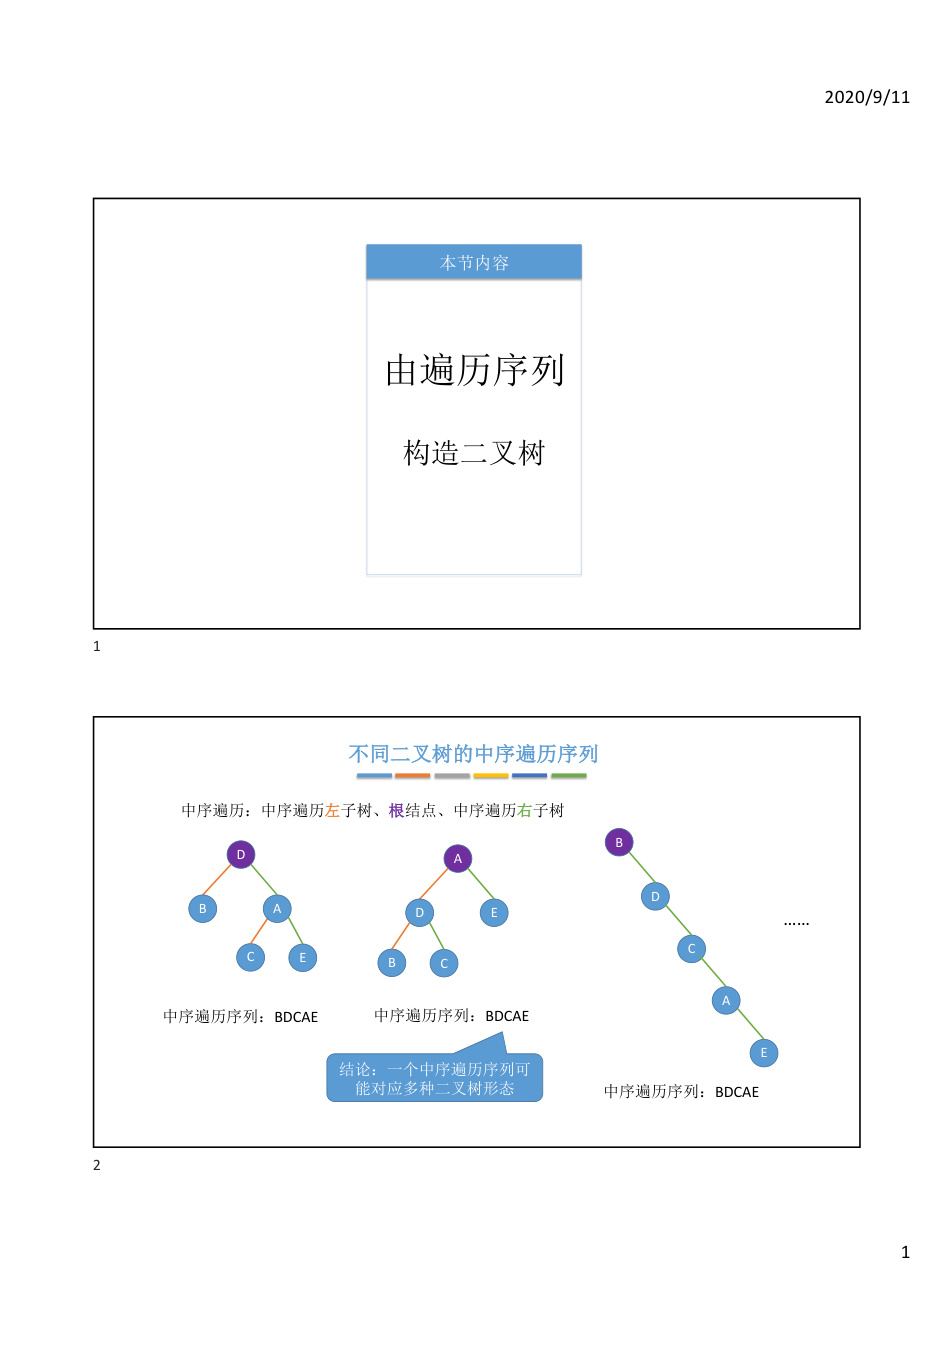 2020/9/11
本节内容
由遍历序列
构造二叉树
1
不同二叉树的中序遍历序列
中序遍历：中序遍历左子树、根结点、中序遍历右子树
D
B
A
C
E
中序遍历序列：BDCAE
A
D
E
B
C
中序遍历序列：BDCAE
结论：一个中序遍历序列可
能对应多种二叉树形态
B
D
C
A
E
中序遍历序列：BDCAE
……
2
1